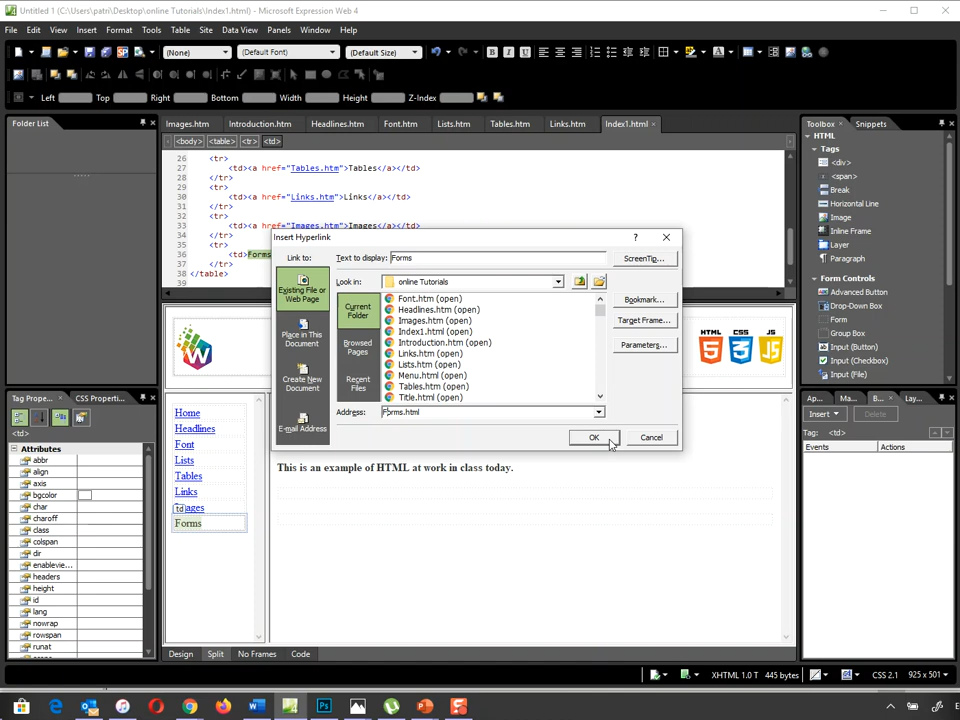 Untitled 1 (C:\Users\patri\Desktop\online Tutorials\Index1.html) - Microsoft Expression Web 4
File Edit View Insert Format Tools Table Site Data View Panels Window Help
(None) (Default Font) (Default Size)
Left Top Right Bottom Width Height Z-Index
Folder List
Images.htm Introduction.htm Headlines.htm Font.htm Lists.htm Tables.htm Links.htm Index1.html
<body> <table> <tr> <td>
26 <tr>
27 <td><a href="Tables.htm">Tables</a></td>
28 </tr>
29 <tr>
30 <td><a href="Links.htm">Links</a></td>
31 </tr>
32 <tr>
33 <td><a href="Images.htm">Images</a></td>
34 </tr>
35 <tr>
36 <td>Forms
37 </tr>
38 </table>
39
Toolbox Snippets
HTML
Tags
<div>
<span>
Break
Horizontal Line
Image
Inline Frame
Layer
Paragraph
Form Controls
Advanced Button
Drop-Down Box
Form
Group Box
Input (Button)
Input (Checkbox)
Input (File)
Insert Hyperlink
Link to:
Existing File or Web Page
Place in This Document
Create New Document
E-mail Address
Text to display: Forms
Look in: online Tutorials
Current Folder
Browsed Pages
Recent Files
Font.htm (open)
Headlines.htm (open)
Images.htm (open)
Index1.html (open)
Introduction.htm (open)
Links.htm (open)
Lists.htm (open)
Menu.html (open)
Tables.htm (open)
Title.html (open)
Address: Forms.html
ScreenTip...
Bookmark...
Target Frame...
Parameters...
OK Cancel
W
HTML CSS JS
5 3 JS
Tag Prope... CSS Properti...
<td>
Attributes
abbr
align
axis
bgcolor
char
charoff
class
colspan
dir
enablevie...
headers
height
id
lang
nowrap
rowspan
runat
Home
Headlines
Font
Lists
Tables
Links
td
Images
Forms
This is an example of HTML at work in class today.
Ap... Ma... B... Lay...
Insert Delete
Tag: <td>
Events Actions
Design Split No Frames Code
XHTML 1.0 T 445 bytes CSS 2.1 925 x 501